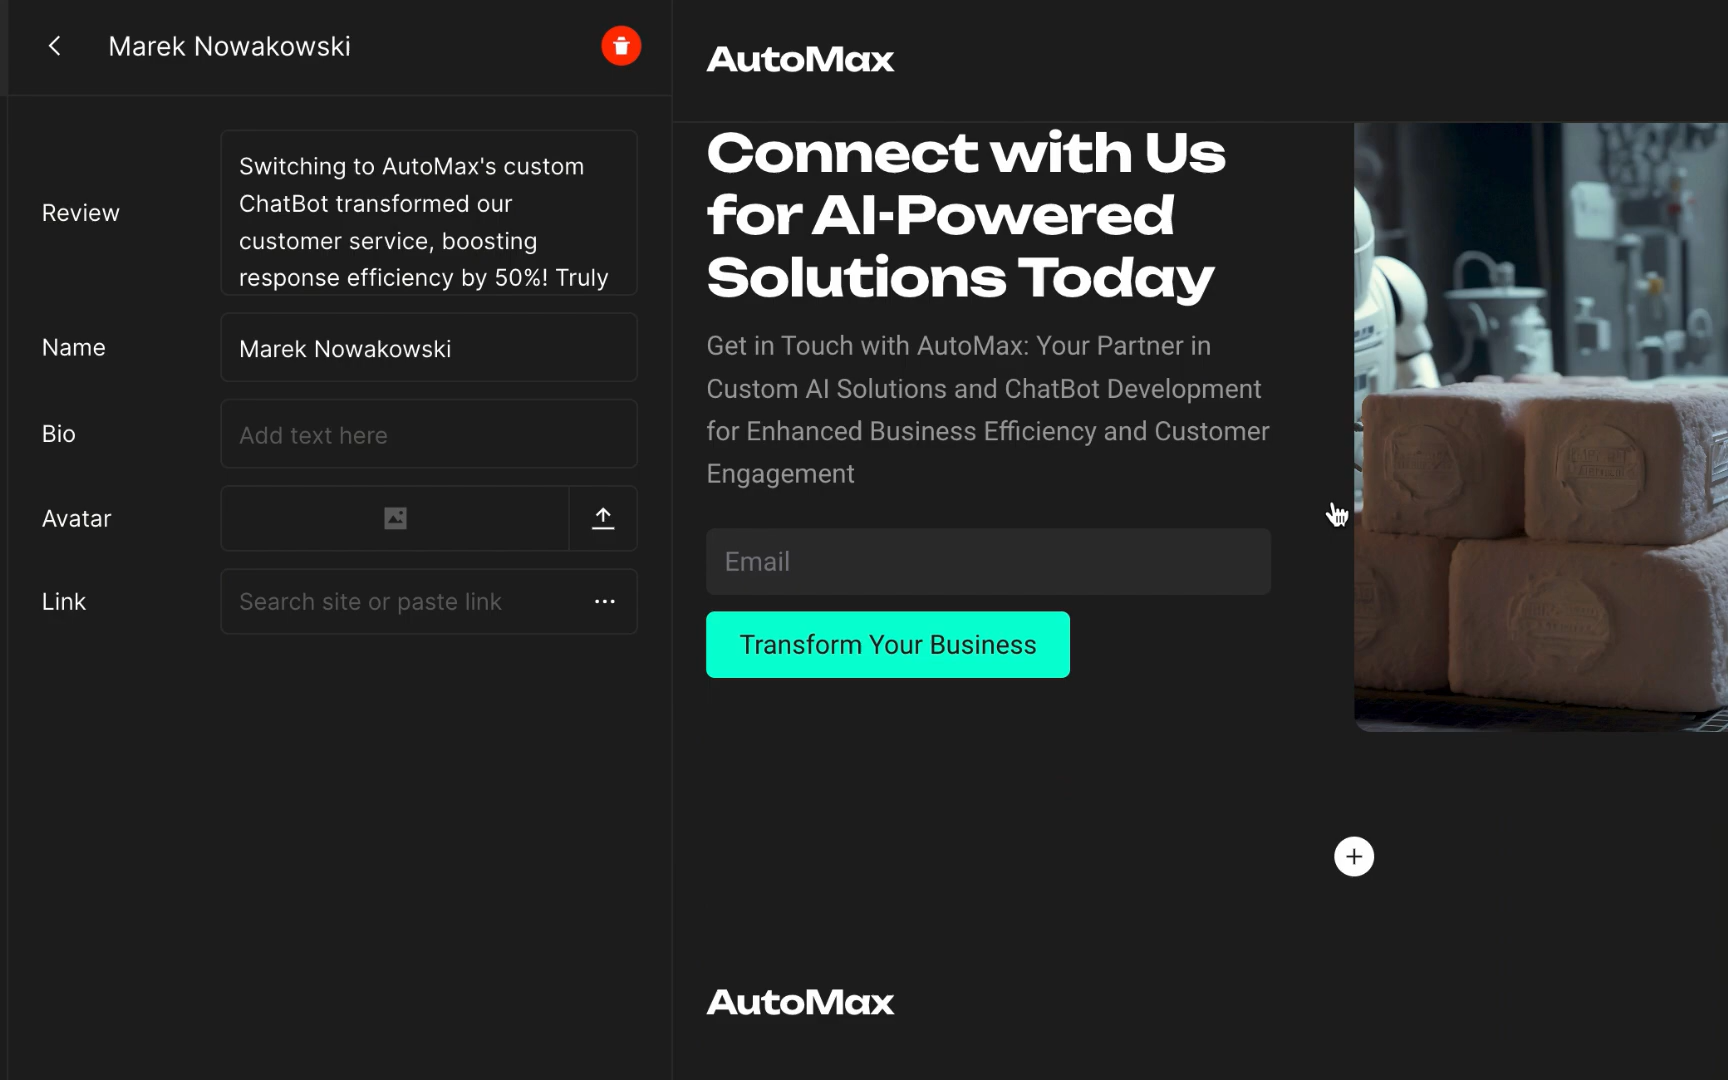 Marek Nowakowski
Review
Switching to AutoMax's custom
ChatBot transformed our
customer service, boosting
response efficiency by 50%! Truly
Name
Marek Nowakowski
Bio
Add text here
Avatar
Link
Search site or paste link
AutoMax
Connect with Us
for AI-Powered
Solutions Today
Get in Touch with AutoMax: Your Partner in
Custom AI Solutions and ChatBot Development
for Enhanced Business Efficiency and Customer
Engagement
Email
Transform Your Business
AutoMax